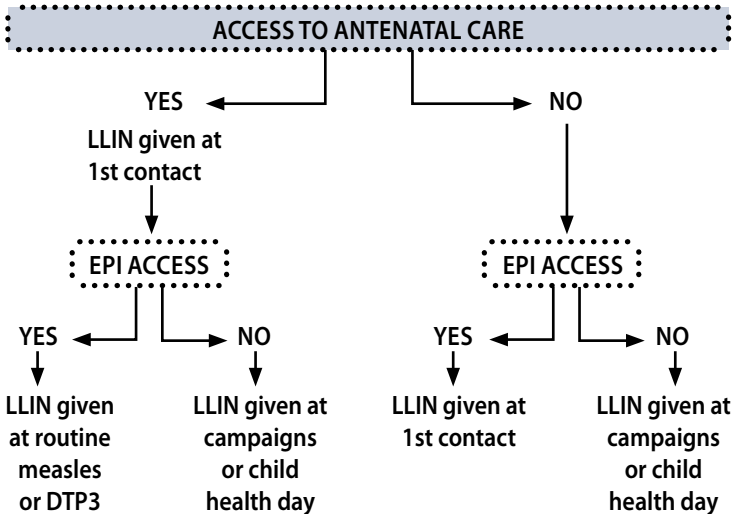 ACCESS TO ANTENATAL CARE
YES
LLIN given at
1st contact
NO
EPI ACCESS
EPI ACCESS
YES
LLIN given
at routine
measles
or DTP3
NO
LLIN given at
campaigns
or child
health day
YES
LLIN given at
1st contact
NO
LLIN given at
campaigns
or child
health day